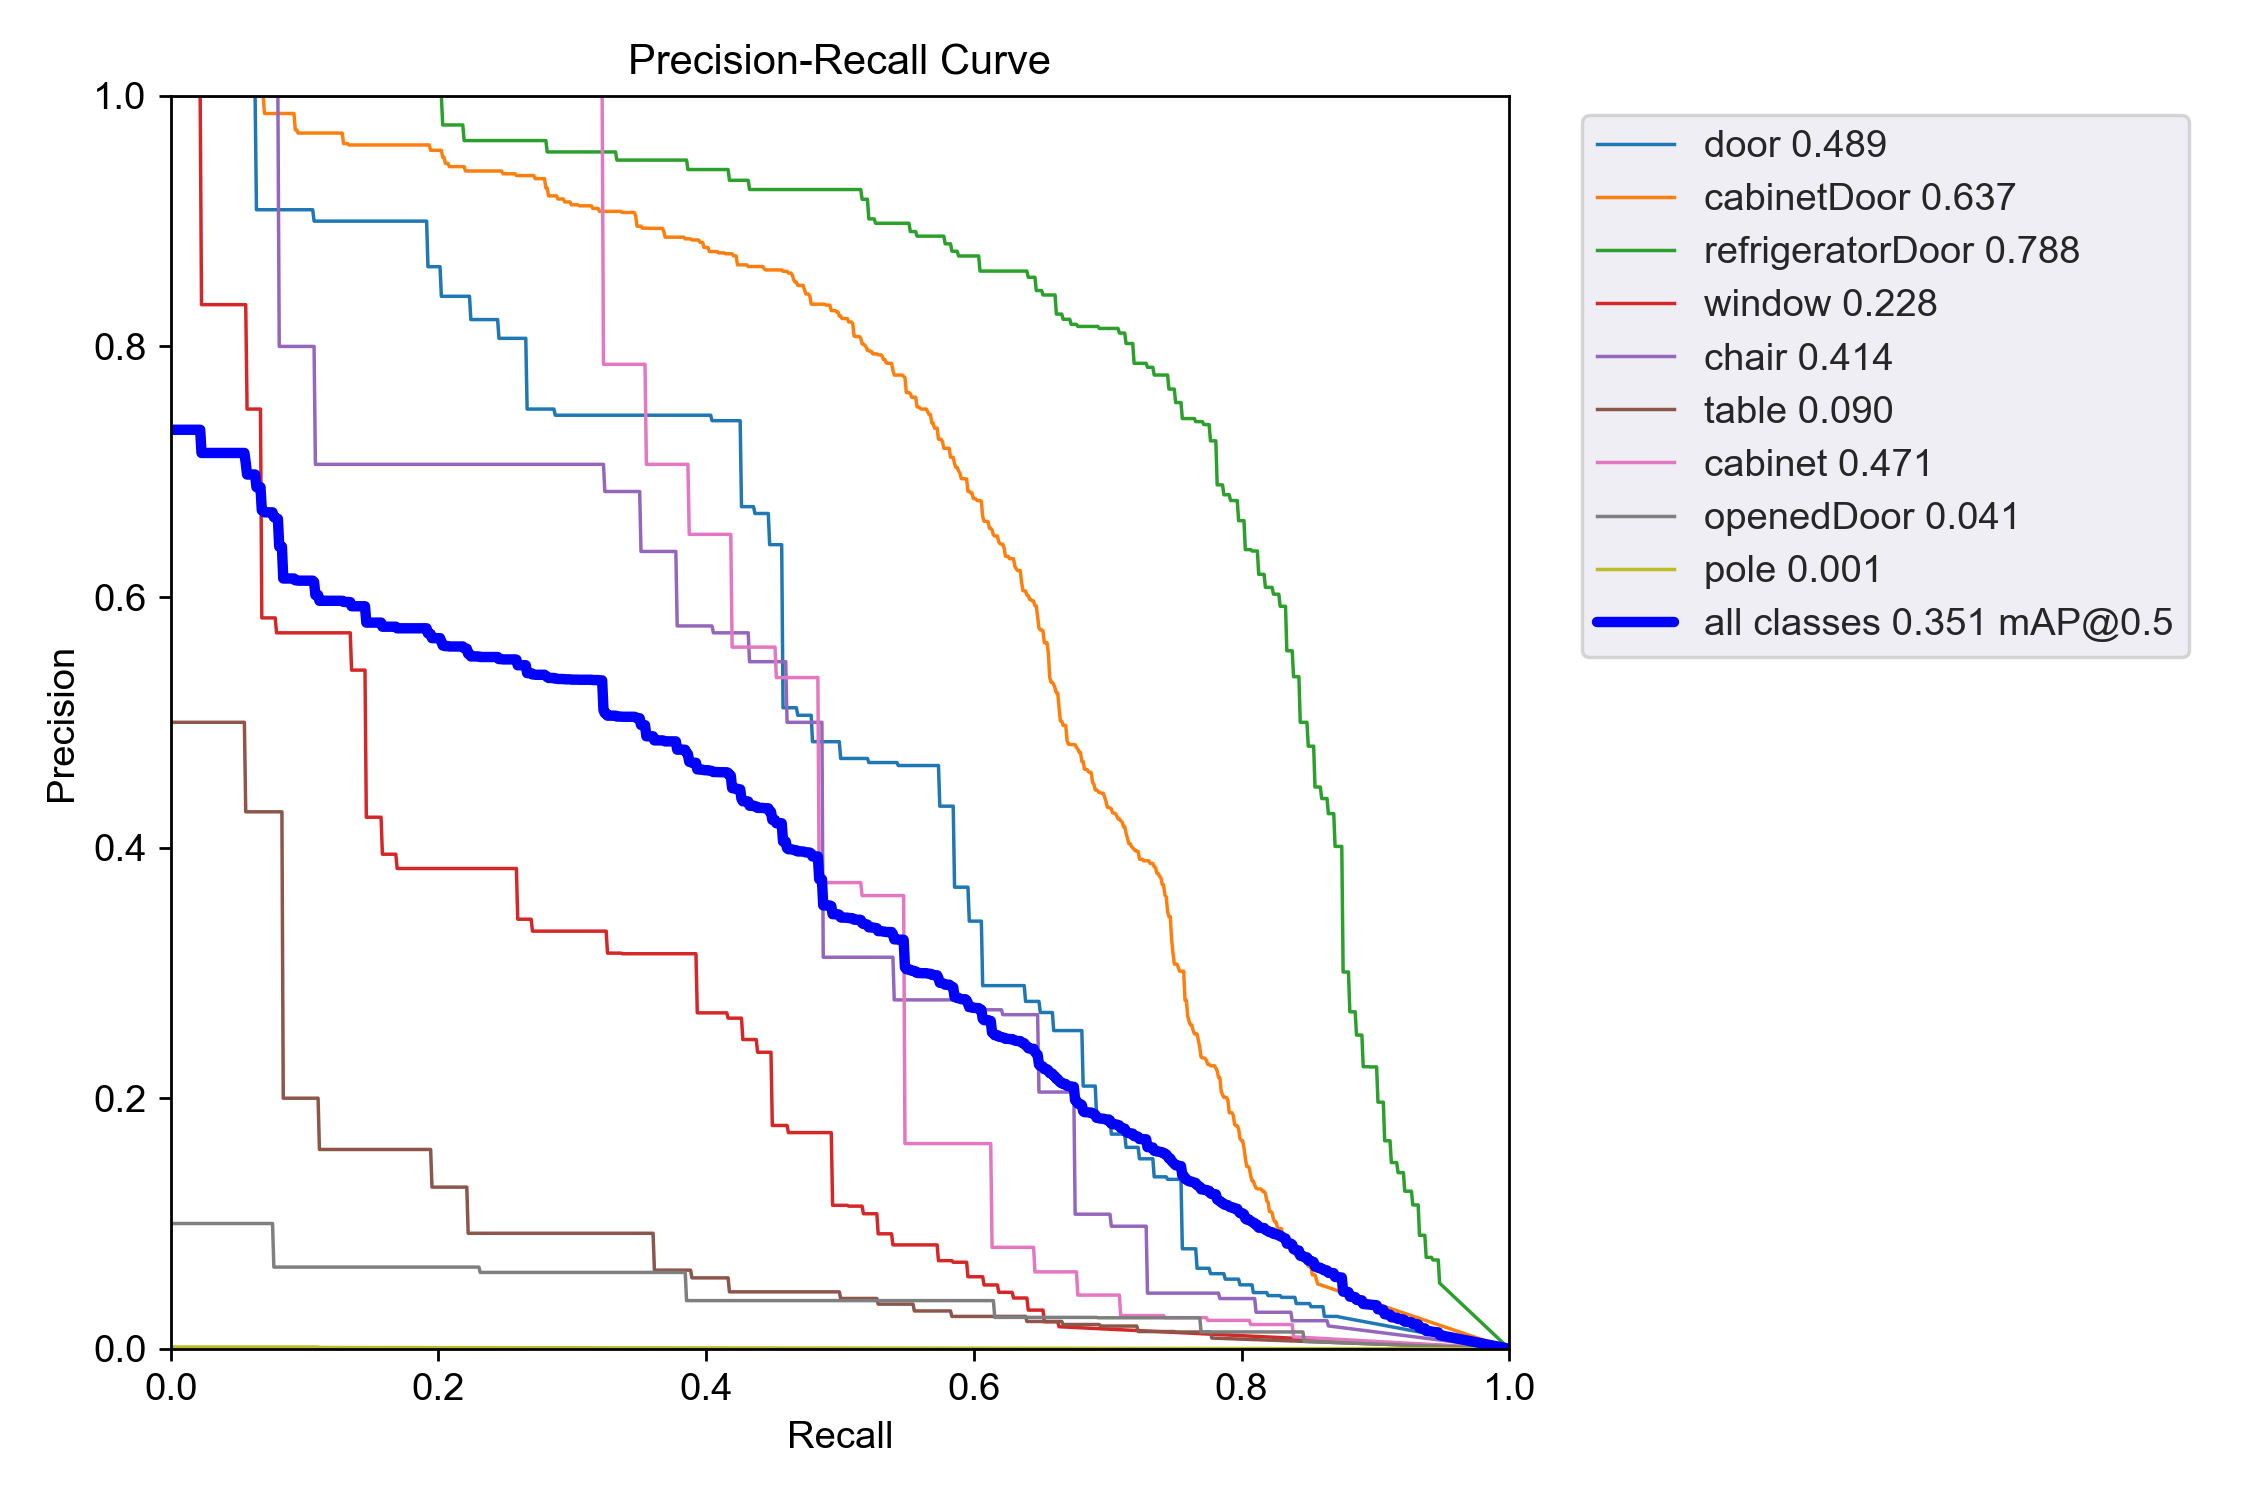 Precision-Recall Curve
1.0
0.8
0.6
0.4
0.2
0.0
Precision
0.0 0.2 0.4 0.6 0.8 1.0
Recall
door 0.489
cabinetDoor 0.637
refrigeratorDoor 0.788
window 0.228
chair 0.414
table 0.090
cabinet 0.471
openedDoor 0.041
pole 0.001
all classes 0.351 mAP@0.5